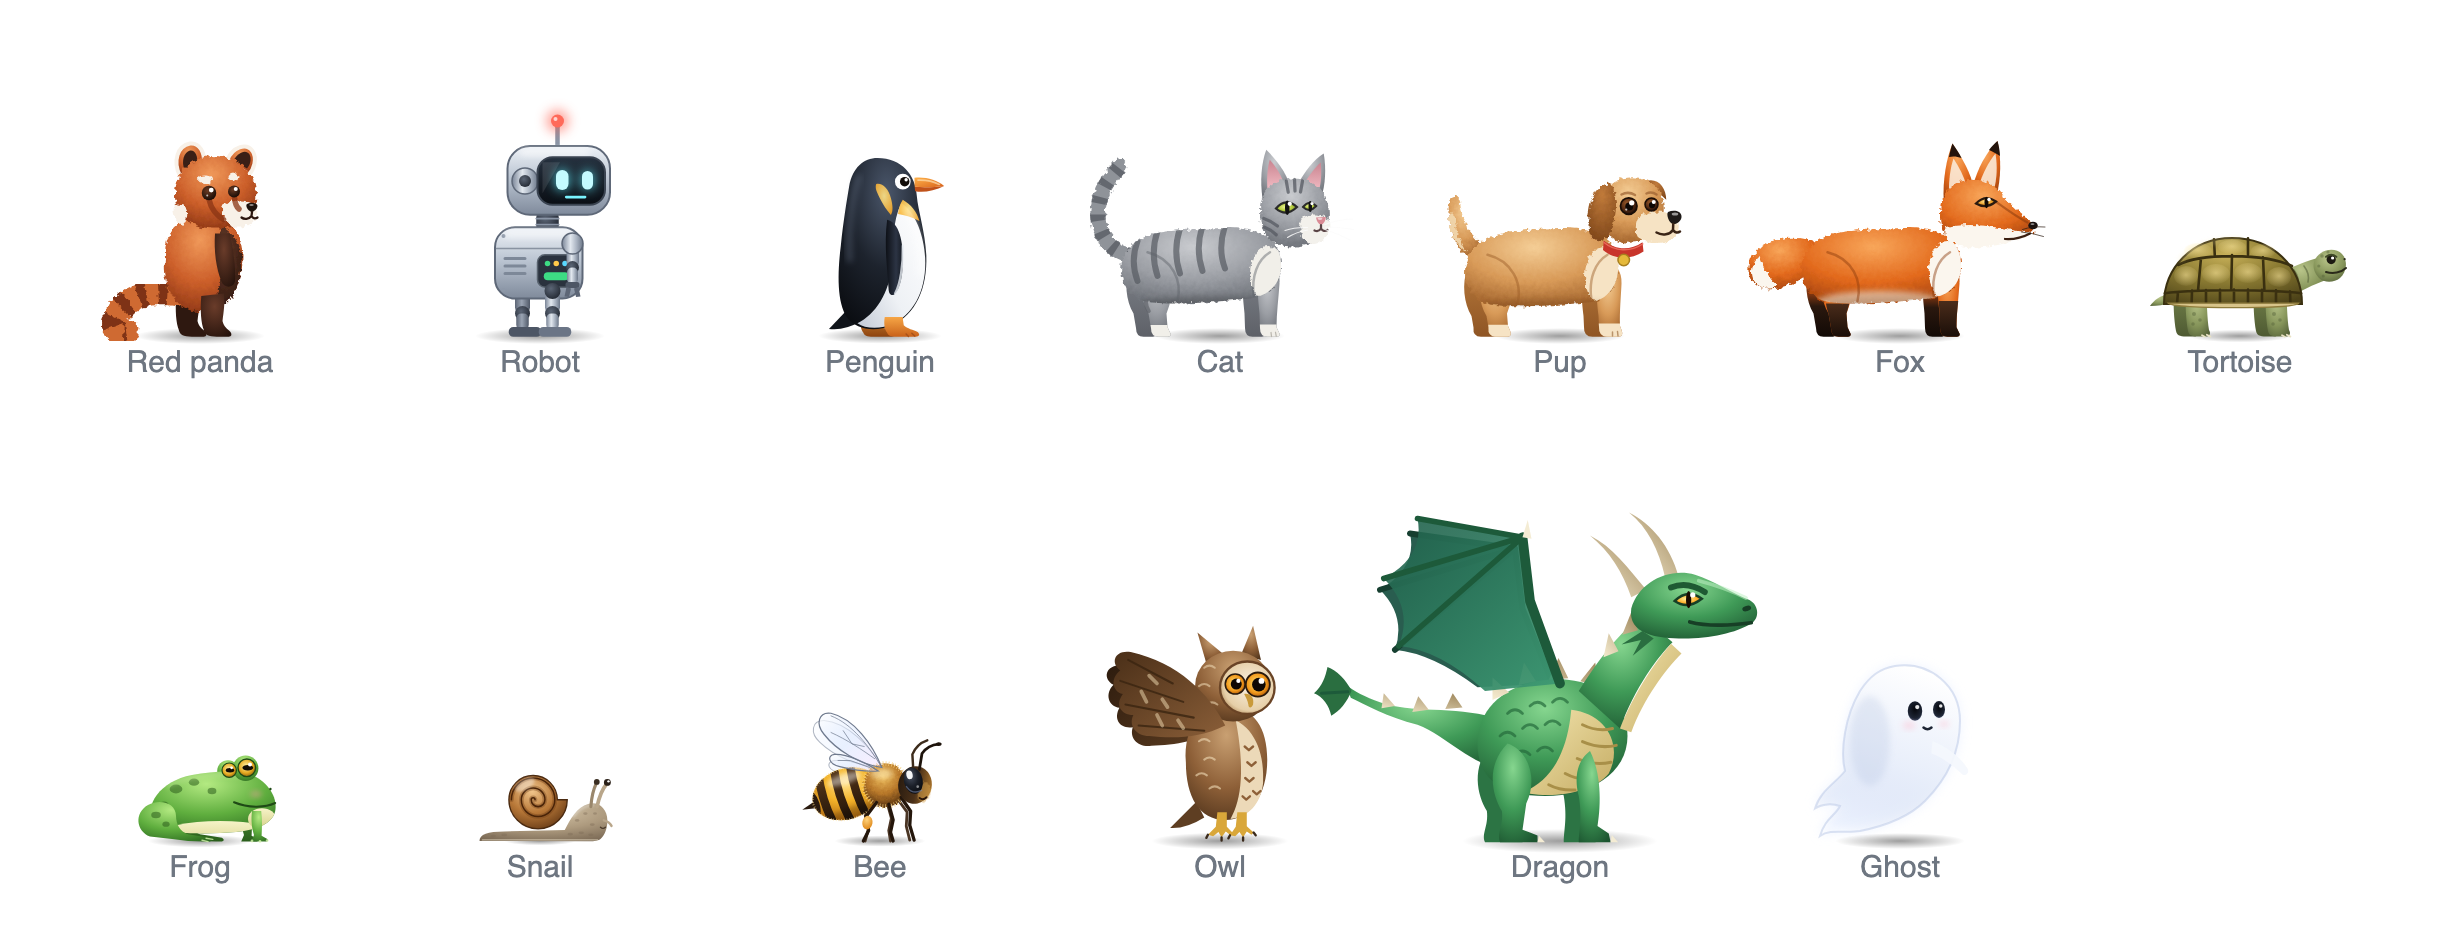 Red panda
Robot
Penguin
Cat
Pup
Fox
Tortoise
Frog
Snail
Bee
Owl
Dragon
Ghost